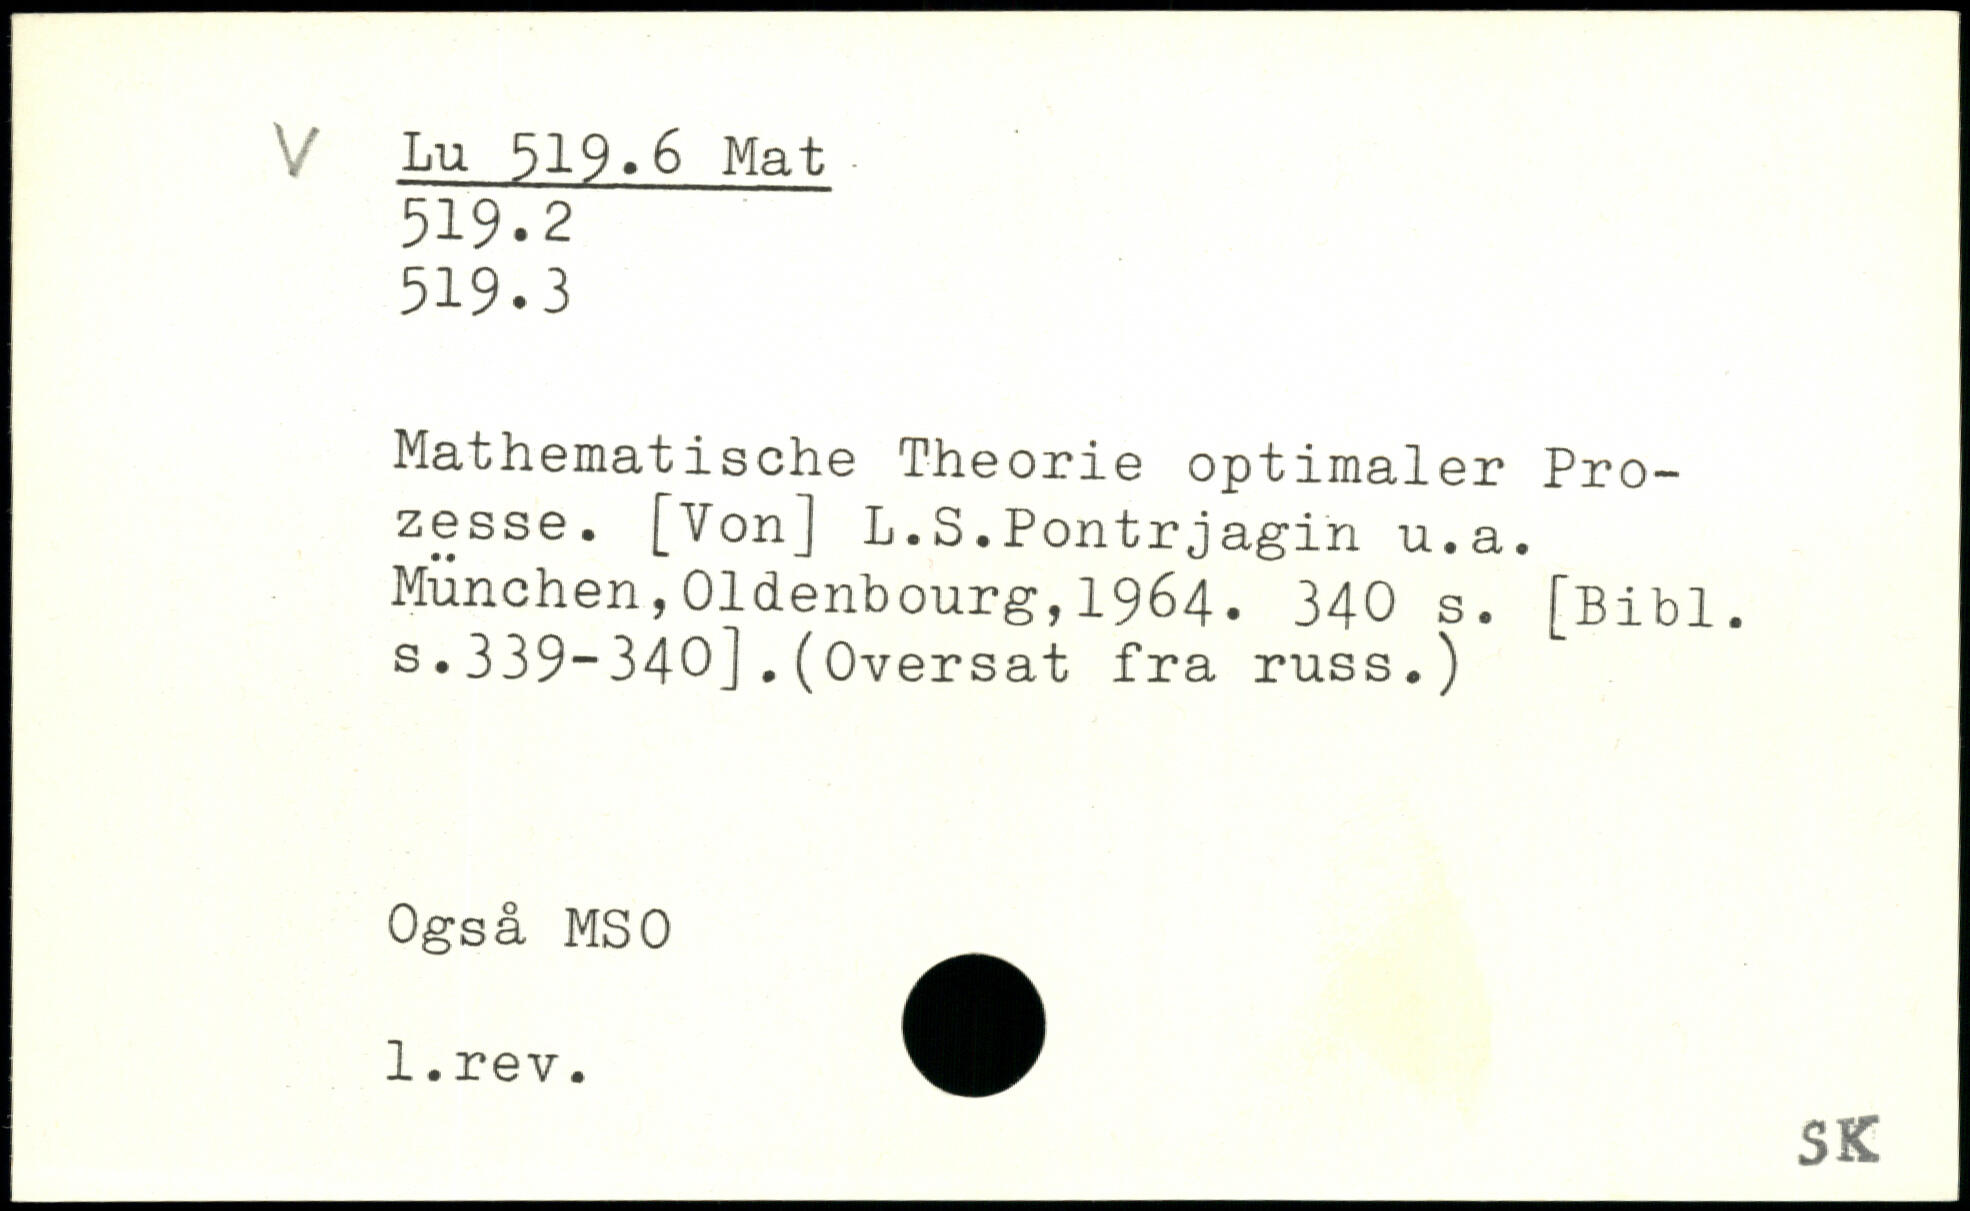 V Lu 519.6 Mat
519.2
519.3
Mathematische Theorie optimaler Pro-
zesse. [Von] L.S.Pontrjagin u.a.
München,Oldenbourg,1964. 340 s. [Bibl.
s.339-340].(Oversat fra russ.)
Også MSO
1.rev.
SK